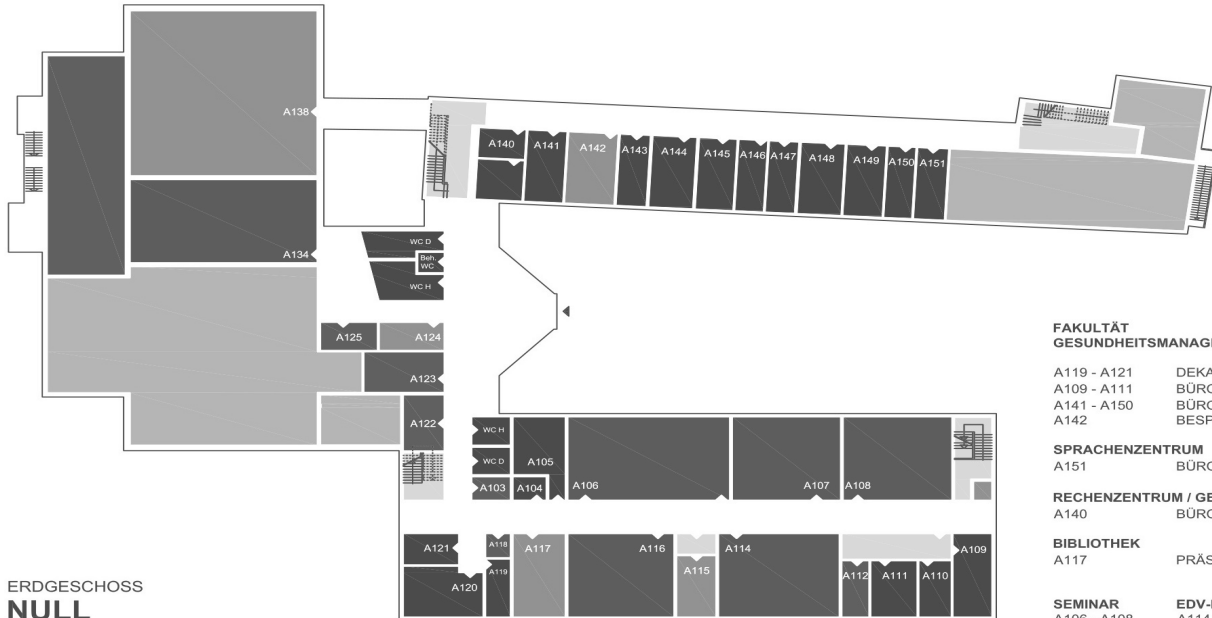 A138
A140
A141
A142
A143
A144
A145
A146
A147
A148
A149
A150
A151
A134
WC D
Beh.
WC
WC H
A125
A124
A123
A122
WC H
WC D
A103
A104
A105
A106
A107
A108
A121
A118
A119
A120
A117
A116
A115
A114
A112
A111
A110
A109
ERDGESCHOSS
NULL
FAKULTÄT
GESUNDHEITSMANAG
A119 - A121 DEKA
A109 - A111 BÜRO
A141 - A150 BÜRO
A142 BESP
SPRACHENZENTRUM
A151 BÜRO
RECHENZENTRUM / GE
A140 BÜRO
BIBLIOTHEK
A117 PRÄS
SEMINAR EDV-
A106 - A108 A114